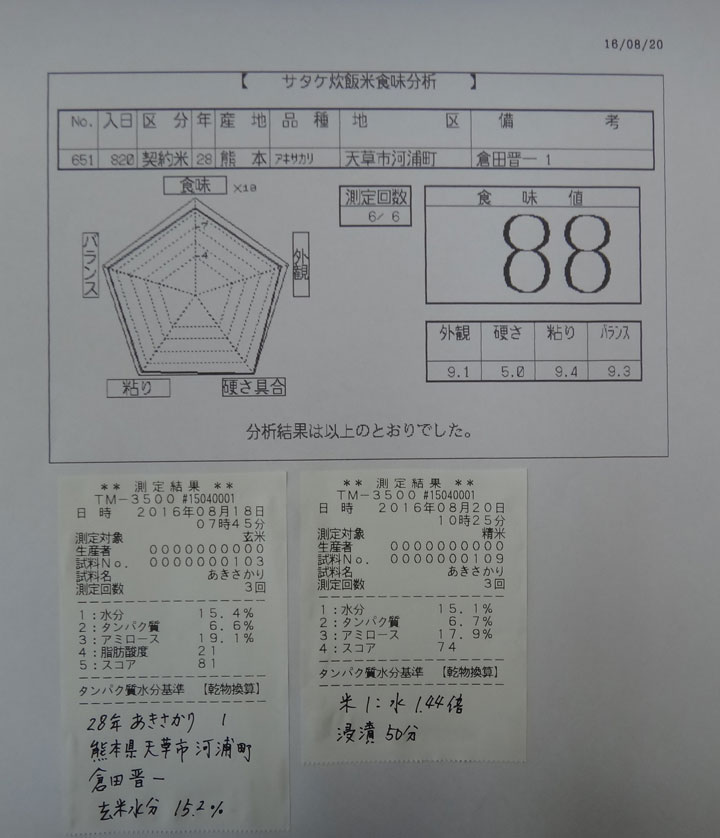 16/08/20
【 サタケ炊飯米食味分析 】
No. 入日 区分 年 産地 品種 地区 備考
651 820 契約米 28 熊本 アキサカリ 天草市河浦町 倉田晋一 1
食味 ×10
7
4
バランス
外観
粘り
硬さ具合
測定回数
6/ 6
食味値
88
外観 硬さ 粘り バランス
9.1 5.0 9.4 9.3
分析結果は以上のとおりでした。
** 測定結果 **
TM-3500 #15040001
日 時 2016年08月18日
07時45分
測定対象 玄米
生産者 0000000000
試料No. 0000000103
試料名 あきさかり
測定回数 3回
1:水分 15.4%
2:タンパク質 6.6%
3:アミロース 19.1%
4:脂肪酸度 21
5:スコア 81
タンパク質水分基準 【乾物換算】
28年 あきさかり 1
熊本県天草市河浦町
倉田晋一
玄米水分 15.2%
** 測定結果 **
TM-3500 #15040001
日 時 2016年08月20日
10時25分
測定対象 精米
生産者 0000000000
試料No. 0000000109
試料名 あきさかり
測定回数 3回
1:水分 15.1%
2:タンパク質 6.7%
3:アミロース 17.9%
4:スコア 74
タンパク質水分基準 【乾物換算】
米1:水1.44倍
浸漬 50分